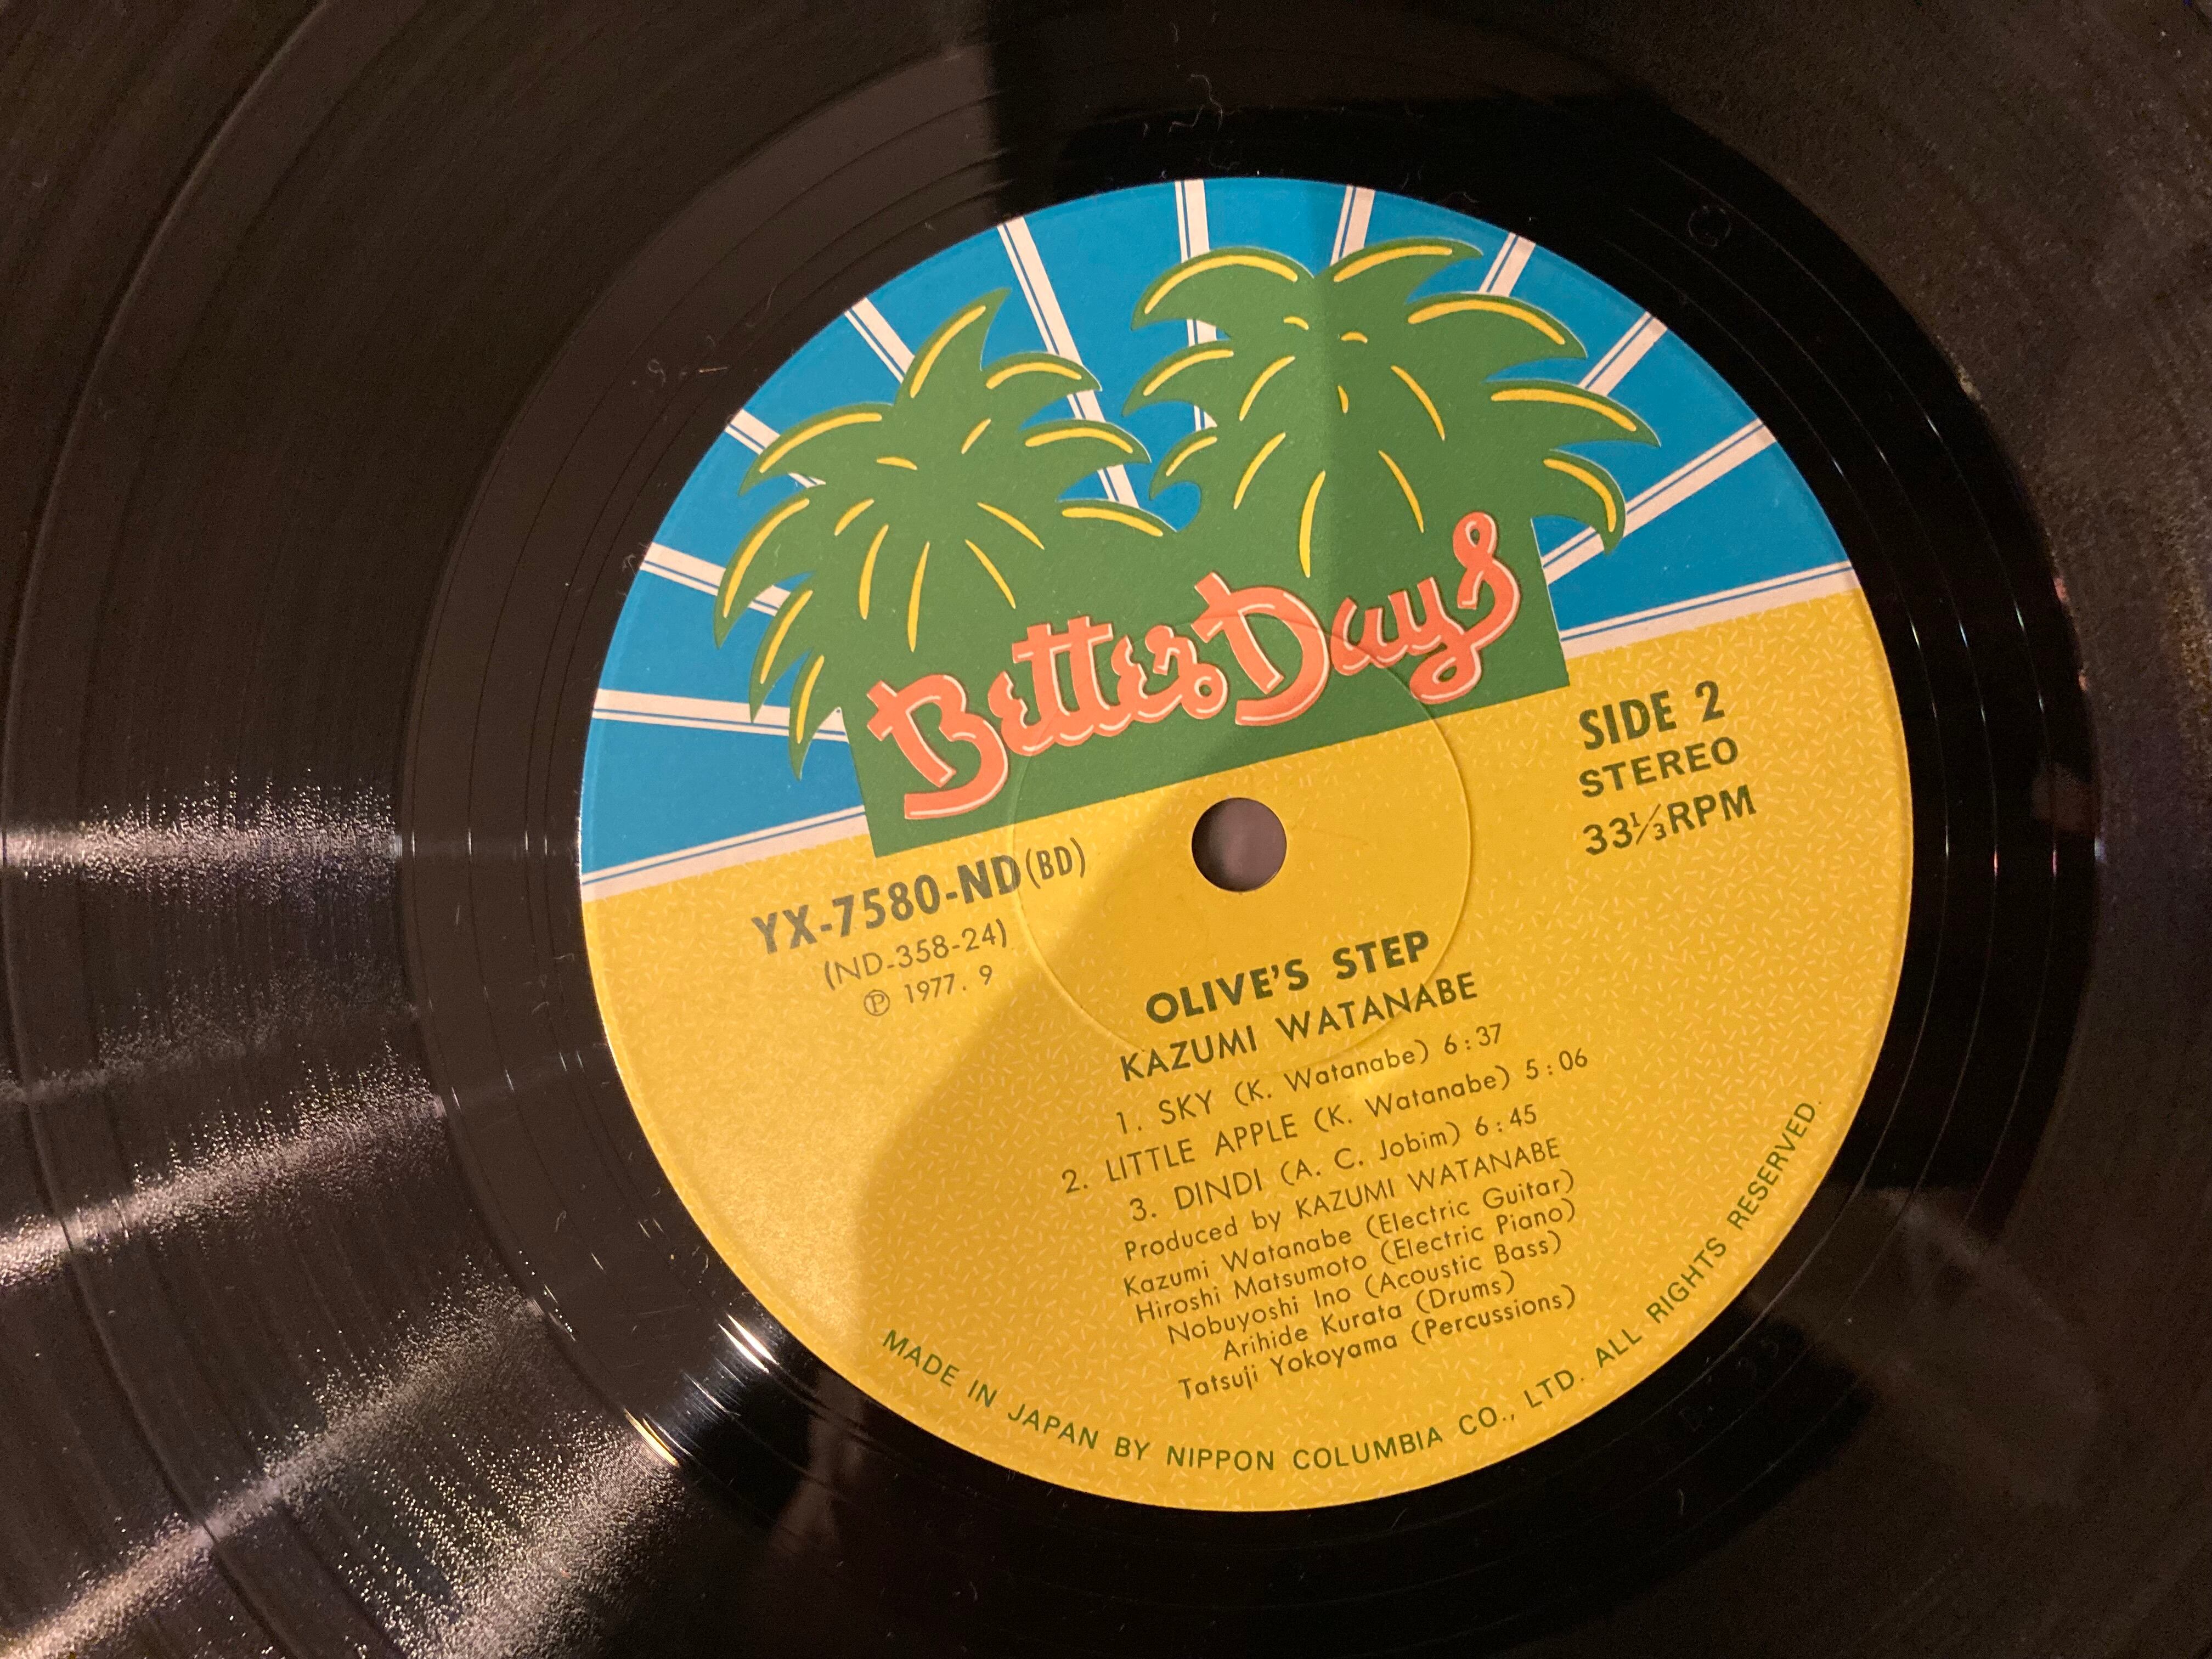 Better Days
SIDE 2
STEREO
33⅓RPM
YX-7580-ND(BD)
(ND-358-24)
Ⓟ 1977. 9
OLIVE'S STEP
KAZUMI WATANABE
1. SKY (K. Watanabe) 6:37
2. LITTLE APPLE (K. Watanabe) 5:06
3. DINDI (A. C. Jobim) 6:45
Produced by KAZUMI WATANABE
Kazumi Watanabe (Electric Guitar)
Hiroshi Matsumoto (Electric Piano)
Nobuyoshi Ino (Acoustic Bass)
Arihide Kurata (Drums)
Tatsuji Yokoyama (Percussions)
MADE IN JAPAN BY NIPPON COLUMBIA CO., LTD. ALL RIGHTS RESERVED.